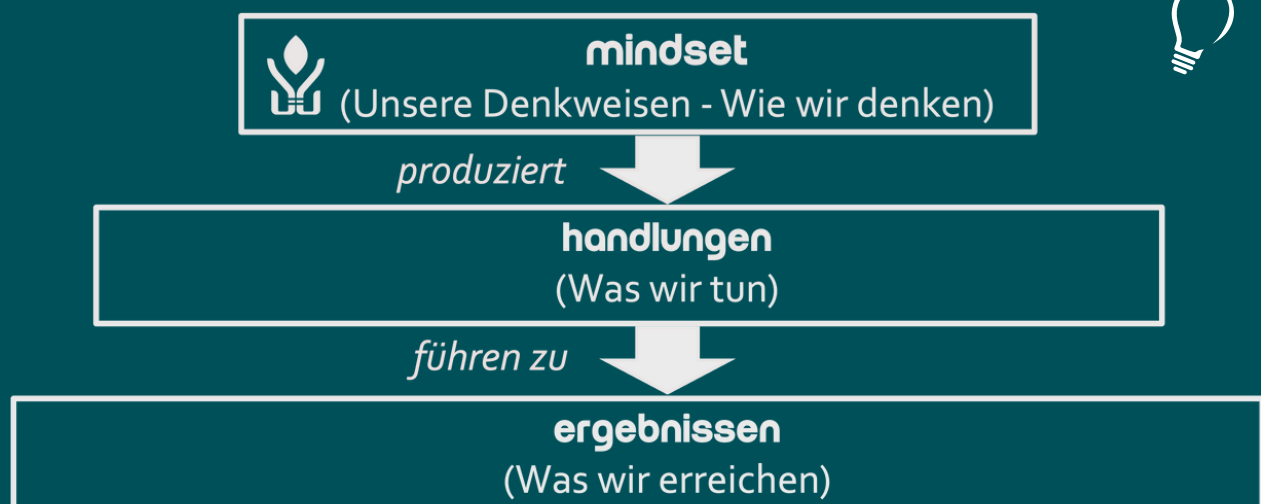 mindset
(Unsere Denkweisen - Wie wir denken)
produziert
handlungen
(Was wir tun)
führen zu
ergebnissen
(Was wir erreichen)